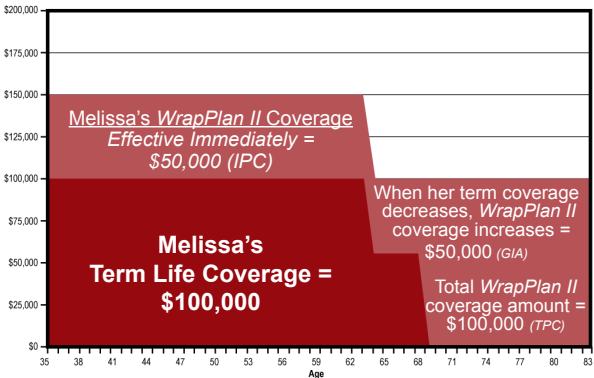 $200,000
$175,000
$150,000
$125,000
$100,000
$75,000
$50,000
$25,000
$0
Melissa's WrapPlan II Coverage
Effective Immediately =
$50,000 (IPC)
Melissa's
Term Life Coverage =
$100,000
When her term coverage
decreases, WrapPlan II
coverage increases =
$50,000 (GIA)
Total WrapPlan II
coverage amount =
$100,000 (TPC)
35 38 41 44 47 50 53 56 59 62 65 68 71 74 77 80 83
Age